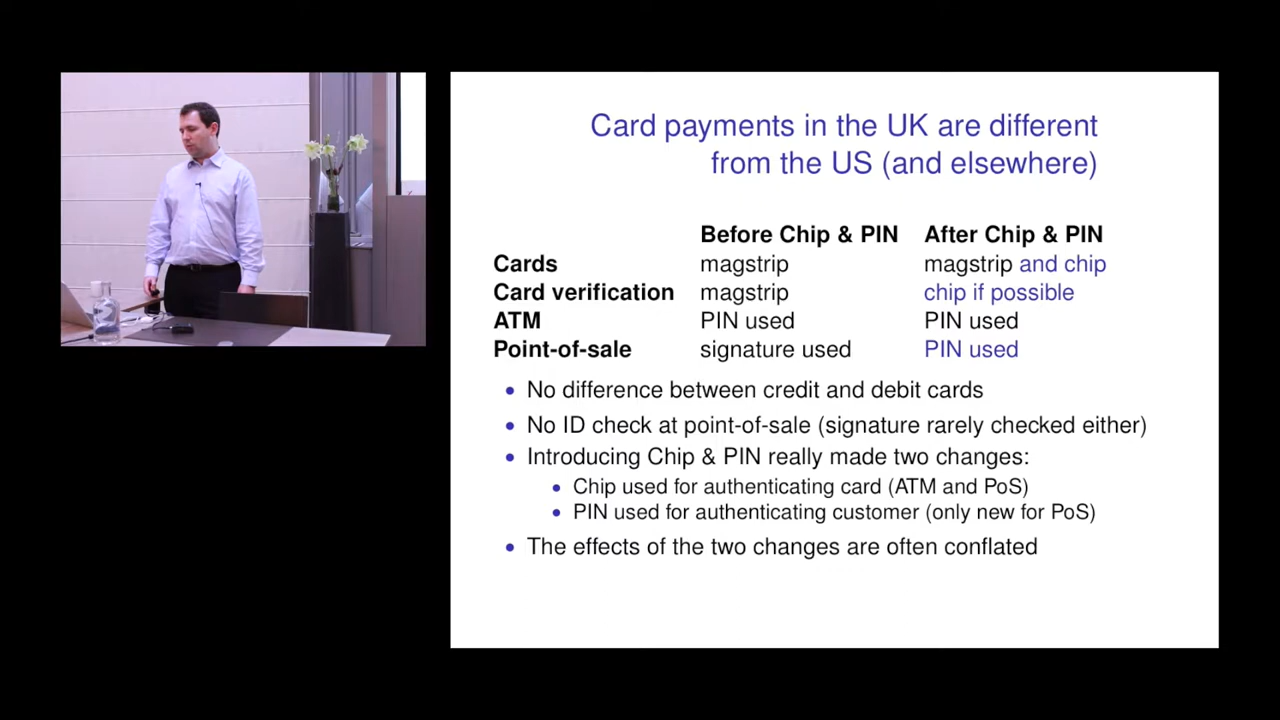 Card payments in the UK are different
from the US (and elsewhere)
Before Chip & PIN After Chip & PIN
Cards magstrip magstrip and chip
Card verification magstrip chip if possible
ATM PIN used PIN used
Point-of-sale signature used PIN used
• No difference between credit and debit cards
• No ID check at point-of-sale (signature rarely checked either)
• Introducing Chip & PIN really made two changes:
• Chip used for authenticating card (ATM and PoS)
• PIN used for authenticating customer (only new for PoS)
• The effects of the two changes are often conflated